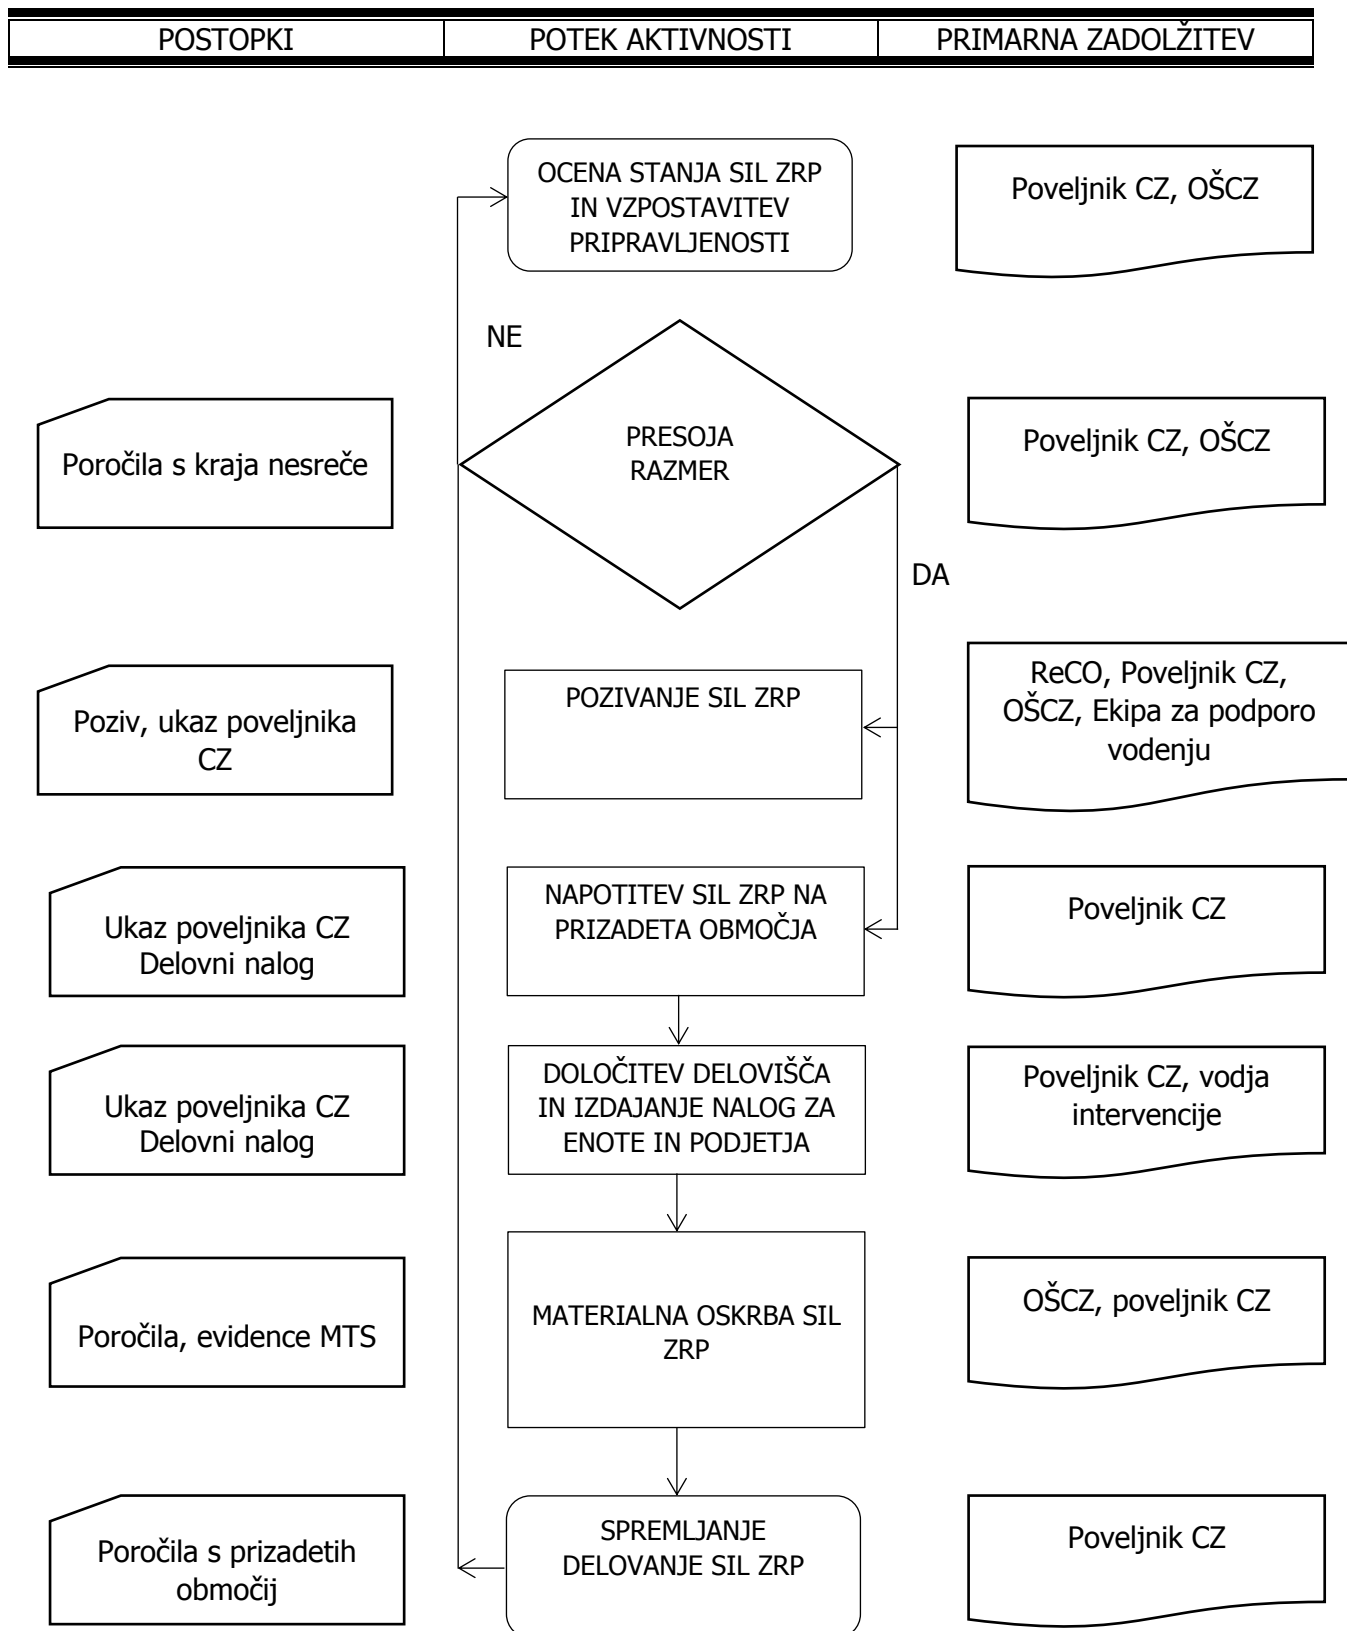 POSTOPKI
POTEK AKTIVNOSTI
PRIMARNA ZADOLŽITEV
OCENA STANJA SIL ZRP
IN VZPOSTAVITEV
PRIPRAVLJENOSTI
Poveljnik CZ, OŠCZ
NE
Poročila s kraja nesreče
PRESOJA
RAZMER
Poveljnik CZ, OŠCZ
DA
Poziv, ukaz poveljnika
CZ
POZIVANJE SIL ZRP
ReCO, Poveljnik CZ,
OŠCZ, Ekipa za podporo
vodenju
Ukaz poveljnika CZ
Delovni nalog
NAPOTITEV SIL ZRP NA
PRIZADETA OBMOČJA
Poveljnik CZ
Ukaz poveljnika CZ
Delovni nalog
DOLOČITEV DELOVIŠČA
IN IZDAJANJE NALOG ZA
ENOTE IN PODJETJA
Poveljnik CZ, vodja
intervencije
Poročila, evidence MTS
MATERIALNA OSKRBA SIL
ZRP
OŠCZ, poveljnik CZ
Poročila s prizadetih
območij
SPREMLJANJE
DELOVANJE SIL ZRP
Poveljnik CZ